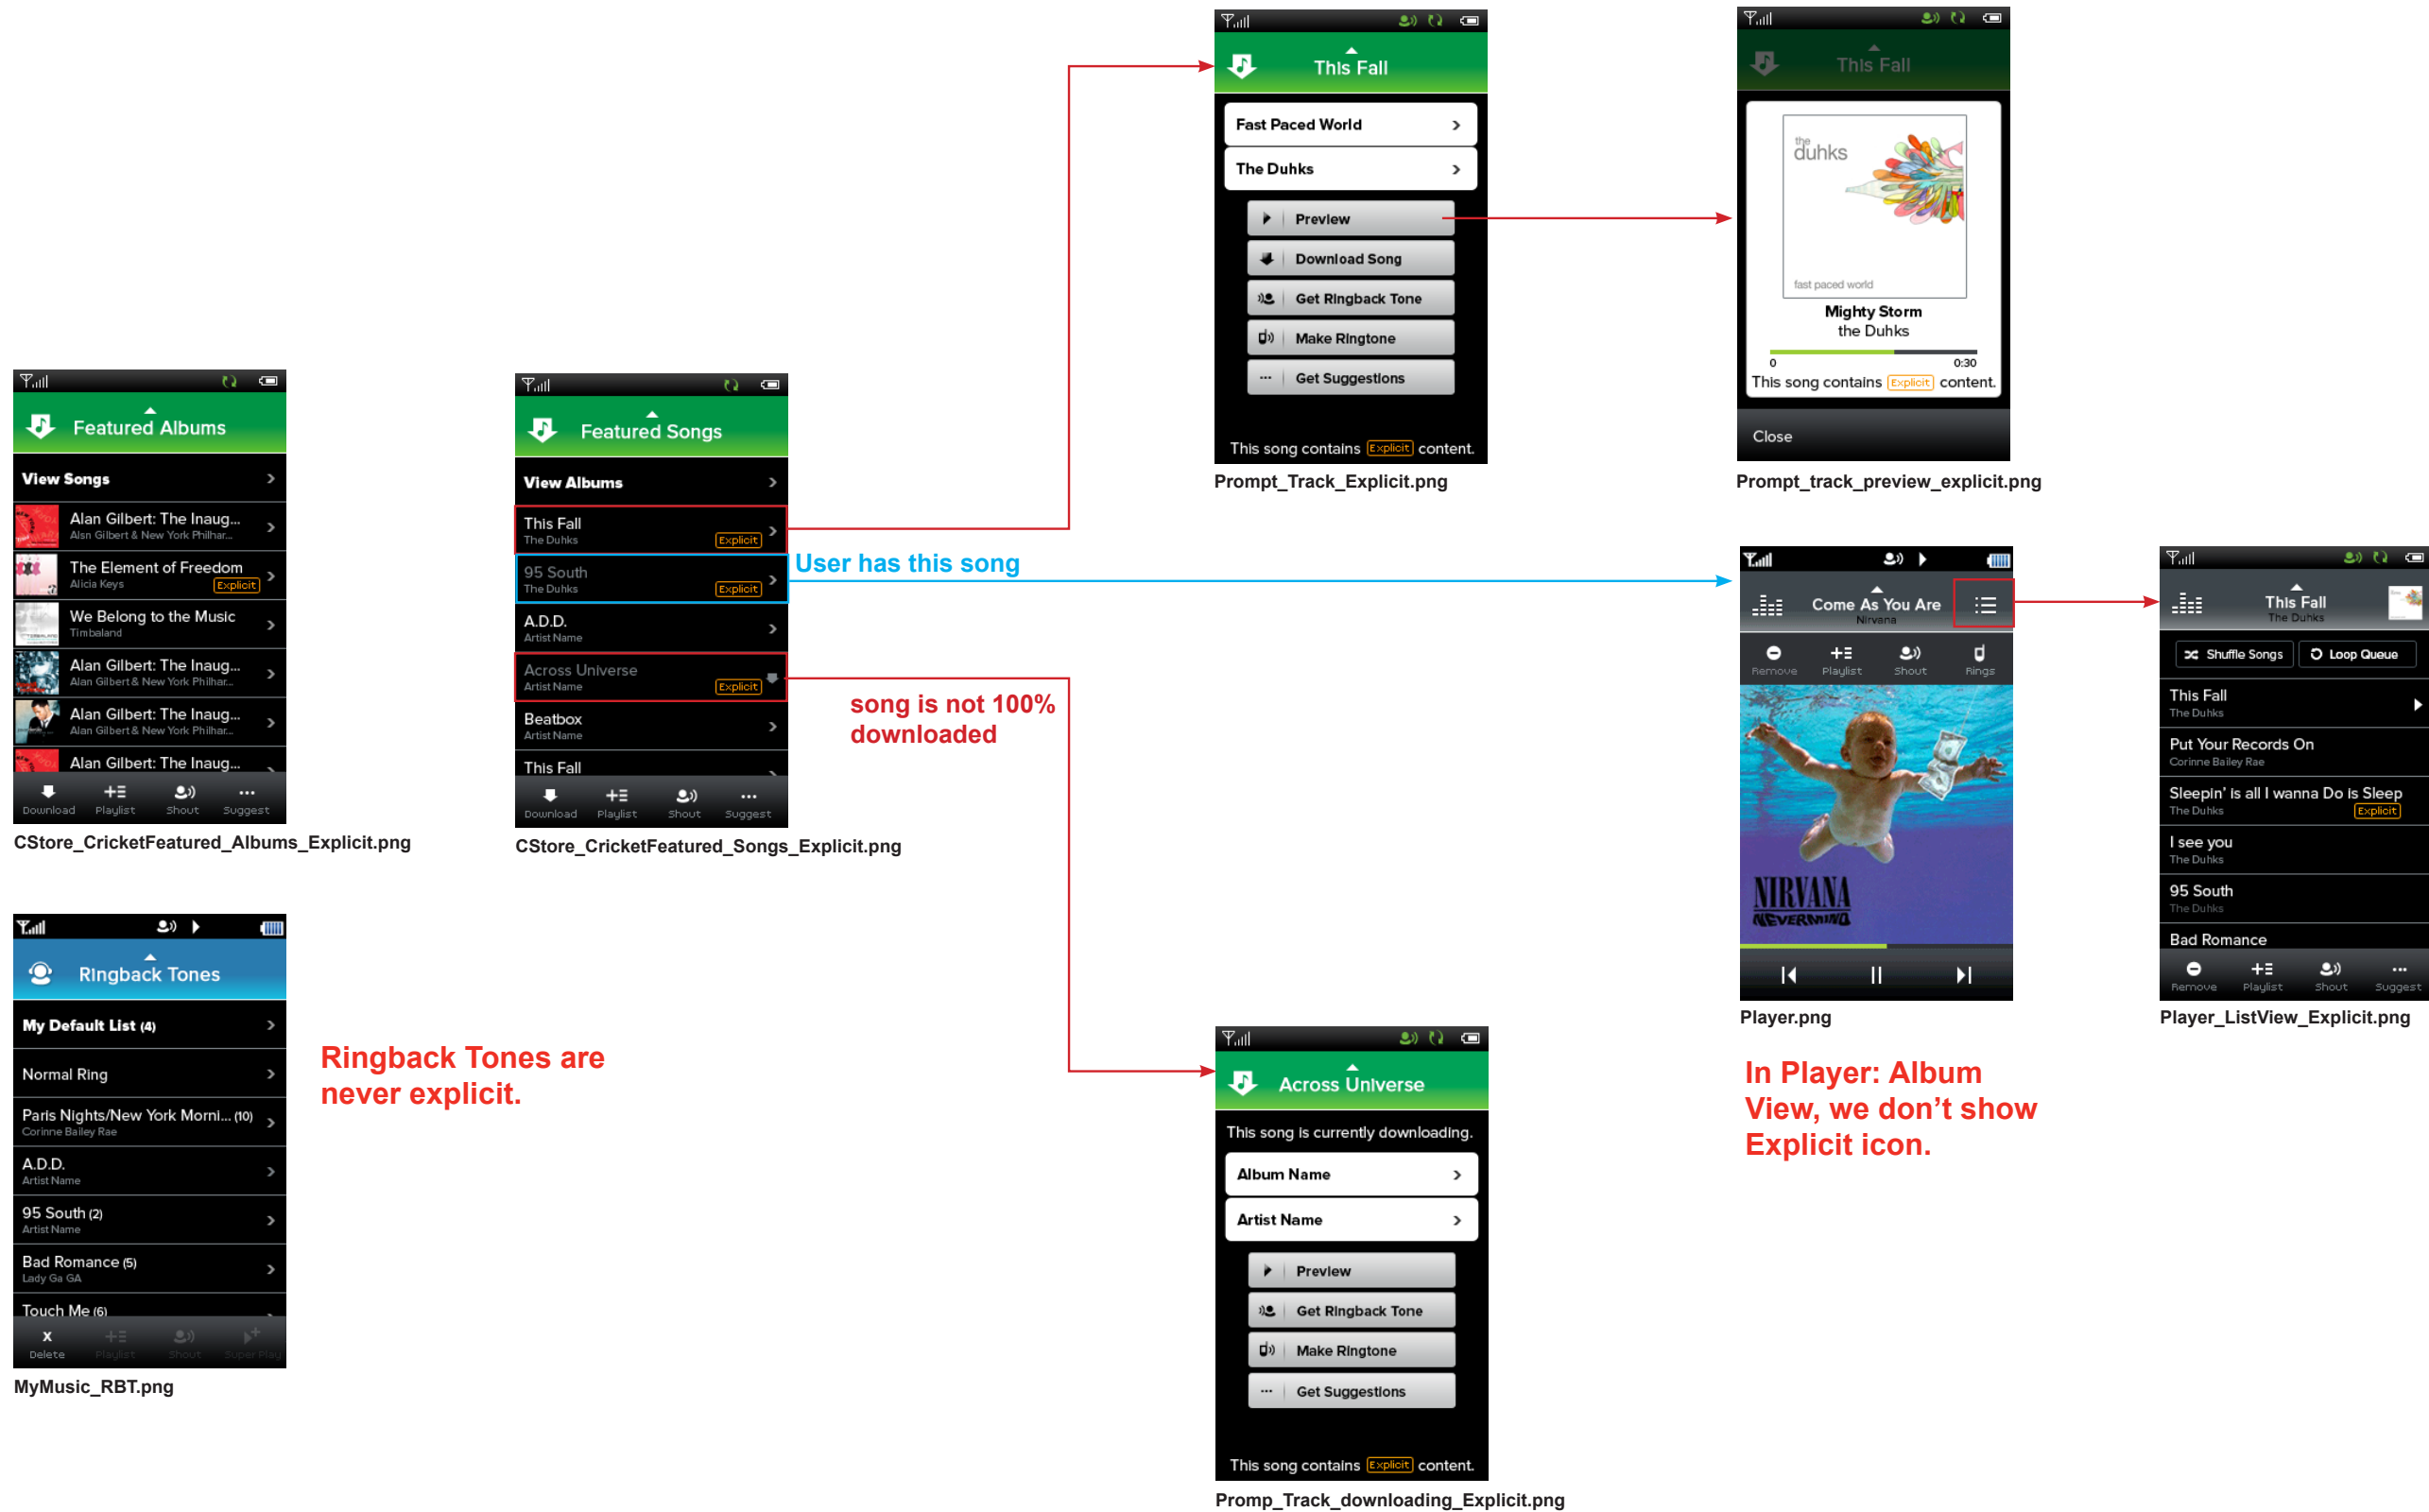 This Fall
Fast Paced World
The Duhks
Preview
Download Song
Get Ringback Tone
Make Ringtone
Get Suggestions
This song contains Explicit content.
Prompt_Track_Explicit.png
This Fall
the duhks
fast paced world
Mighty Storm
the Duhks
0 0:30
This song contains Explicit content.
Close
Prompt_track_preview_explicit.png
Featured Albums
View Songs
Alan Gilbert: The Inaug...
Alsn Gilbert & New York Philhar...
The Element of Freedom
Alicia Keys Explicit
We Belong to the Music
Timbaland
Alan Gilbert: The Inaug...
Alan Gilbert & New York Philhar...
Alan Gilbert: The Inaug...
Alan Gilbert & New York Philhar...
Alan Gilbert: The Inaug...
Download Playlist Shout Suggest
CStore_CricketFeatured_Albums_Explicit.png
Featured Songs
View Albums
This Fall
The Duhks Explicit
95 South
The Duhks Explicit
A.D.D.
Artist Name
Across Universe
Artist Name Explicit
Beatbox
Artist Name
This Fall
Download Playlist Shout Suggest
CStore_CricketFeatured_Songs_Explicit.png
User has this song
song is not 100%
downloaded
Come As You Are
Nirvana
Remove Playlist Shout Rings
NIRVANA
NEVERMIND
Player.png
In Player: Album
View, we don't show
Explicit icon.
This Fall
The Duhks
Shuffle Songs Loop Queue
This Fall
The Duhks
Put Your Records On
Corinne Bailey Rae
Sleepin' is all I wanna Do is Sleep
The Duhks Explicit
I see you
The Duhks
95 South
The Duhks
Bad Romance
Remove Playlist Shout Suggest
Player_ListView_Explicit.png
Ringback Tones
My Default List (4)
Normal Ring
Paris Nights/New York Morni... (10)
Corinne Bailey Rae
A.D.D.
Artist Name
95 South (2)
Artist Name
Bad Romance (5)
Lady Ga GA
Touch Me (6)
x
Delete Playlist Shout Super Play
MyMusic_RBT.png
Ringback Tones are
never explicit.
Across Universe
This song is currently downloading.
Album Name
Artist Name
Preview
Get Ringback Tone
Make Ringtone
Get Suggestions
This song contains Explicit content.
Promp_Track_downloading_Explicit.png